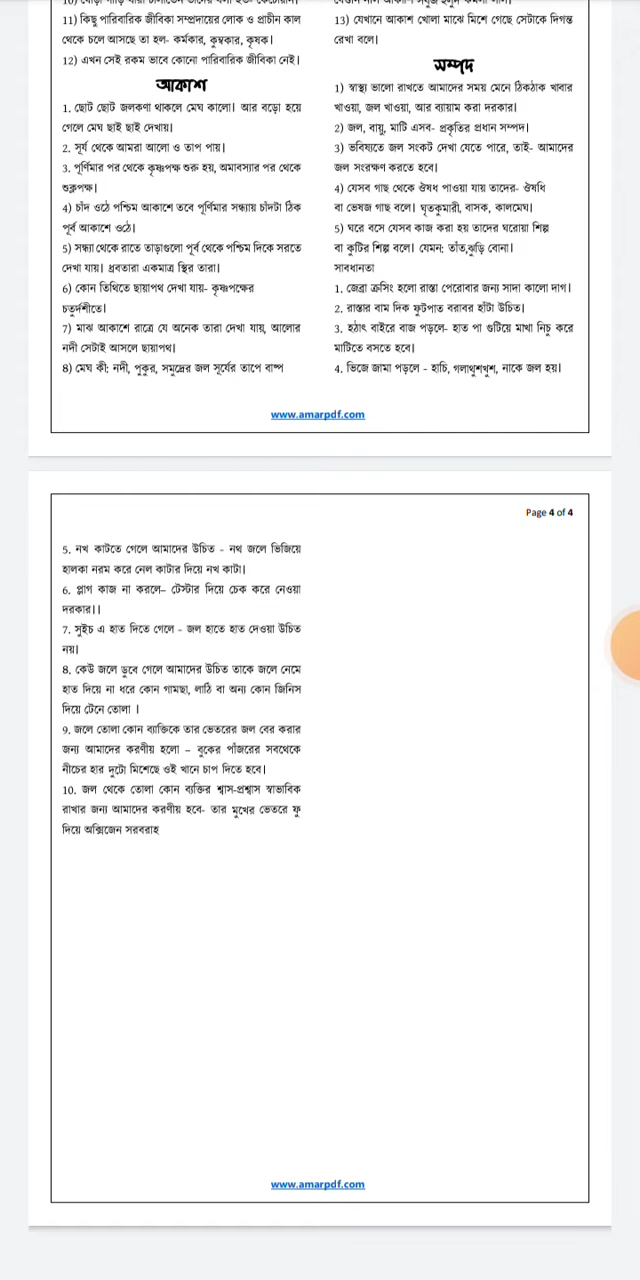 11) কিছু পারিবারিক জীবিকা সম্প্রদায়ের লোক ও প্রাচীন কাল
থেকে চলে আসছে তা হল- কর্মকার, কুম্বকার, কৃষক।
12) এখন সেই রকম ভাবে কোনো পারিবারিক জীবিকা নেই।
আকাশ
1. ছোট ছোট জলকণা থাকলে মেঘ কালো। আর বড়ো হয়ে
গেলে মেঘ ছাই ছাই দেখায়।
2. সূর্য থেকে আমরা আলো ও তাপ পায়।
3. পূর্ণিমার পর থেকে কৃষ্ণপক্ষ শুরু হয়, অমাবস্যার পর থেকে
শুক্লপক্ষ।
4) চাঁদ ওঠে পশ্চিম আকাশে তবে পূর্ণিমার সন্ধ্যায় চাঁদটা ঠিক
পূর্ব আকাশে ওঠে।
5) সন্ধ্যা থেকে রাতে তাড়াগুলো পূর্ব থেকে পশ্চিম দিকে সরতে
দেখা যায়। ধ্রবতারা একমাত্র স্থির তারা।
6) কোন তিথিতে ছায়াপথ দেখা যায়- কৃষ্ণপক্ষের
চতুর্দশীতে।
7) মাঝ আকাশে রাত্রে যে অনেক তারা দেখা যায়, আলোর
নদী সেটাই আসলে ছায়াপথ।
8) মেঘ কী: নদী, পুকুর, সমুদ্রের জল সূর্যের তাপে বাষ্প
13) যেখানে আকাশ খোলা মাঝে মিশে গেছে সেটাকে দিগন্ত
রেখা বলে।
সম্পদ
1) স্বাস্থ্য ভালো রাখতে আমাদের সময় মেনে ঠিকঠাক খাবার
খাওয়া, জল খাওয়া, আর ব্যায়াম করা দরকার।
2) জল, বায়ু, মাটি এসব- প্রকৃতির প্রধান সম্পদ।
3) ভবিষ্যতে জল সংকট দেখা যেতে পারে, তাই- আমাদের
জল সংরক্ষণ করতে হবে।
4) যেসব গাছ থেকে ঔষধ পাওয়া যায় তাদের- ঔষধি
বা ভেষজ গাছ বলে। ঘৃতকুমারী, বাসক, কালমেঘ।
5) ঘরে বসে যেসব কাজ করা হয় তাদের ঘরোয়া শিল্প
বা কুটির শিল্প বলে। যেমন: তাঁত,ঝুড়ি বোনা।
সাবধানতা
1. জেব্রা ক্রসিং হলো রাস্তা পেরোবার জন্য সাদা কালো দাগ।
2. রাস্তার বাম দিক ফুটপাত বরাবর হাঁটা উচিত।
3. হঠাৎ বাইরে বাজ পড়লে- হাত পা গুটিয়ে মাখা নিচু করে
মাটিতে বসতে হবে।
4. ভিজে জামা পড়লে - হাচি, গলাখুশখুশ, নাকে জল হয়।
www.amarpdf.com
Page 4 of 4
5. নখ কাটতে গেলে আমাদের উচিত - নথ জলে ভিজিয়ে
হালকা নরম করে নেল কাটার দিয়ে নখ কাটা।
6. প্লাগ কাজ না করলে– টেস্টার দিয়ে চেক করে নেওয়া
দরকার।।
7. সুইচ এ হাত দিতে গেলে - জল হাতে হাত দেওয়া উচিত
নয়।
8. কেউ জলে ডুবে গেলে আমাদের উচিত তাকে জলে নেমে
হাত দিয়ে না ধরে কোন গামছা, লাঠি বা অন্য কোন জিনিস
দিয়ে টেনে তোলা ।
9. জলে তোলা কোন ব্যাক্তিকে তার ভেতরের জল বের করার
জন্য আমাদের করণীয় হলো – বুকের পাঁজরের সবথেকে
নীচের হার দুটো মিশেছে ওই খানে চাপ দিতে হবে।
10. জল থেকে তোলা কোন ব্যক্তির শ্বাস-প্রশ্বাস স্বাভাবিক
রাখার জন্য আমাদের করণীয় হবে- তার মুখের ভেতরে ফু
দিয়ে অক্সিজেন সরবরাহ
www.amarpdf.com